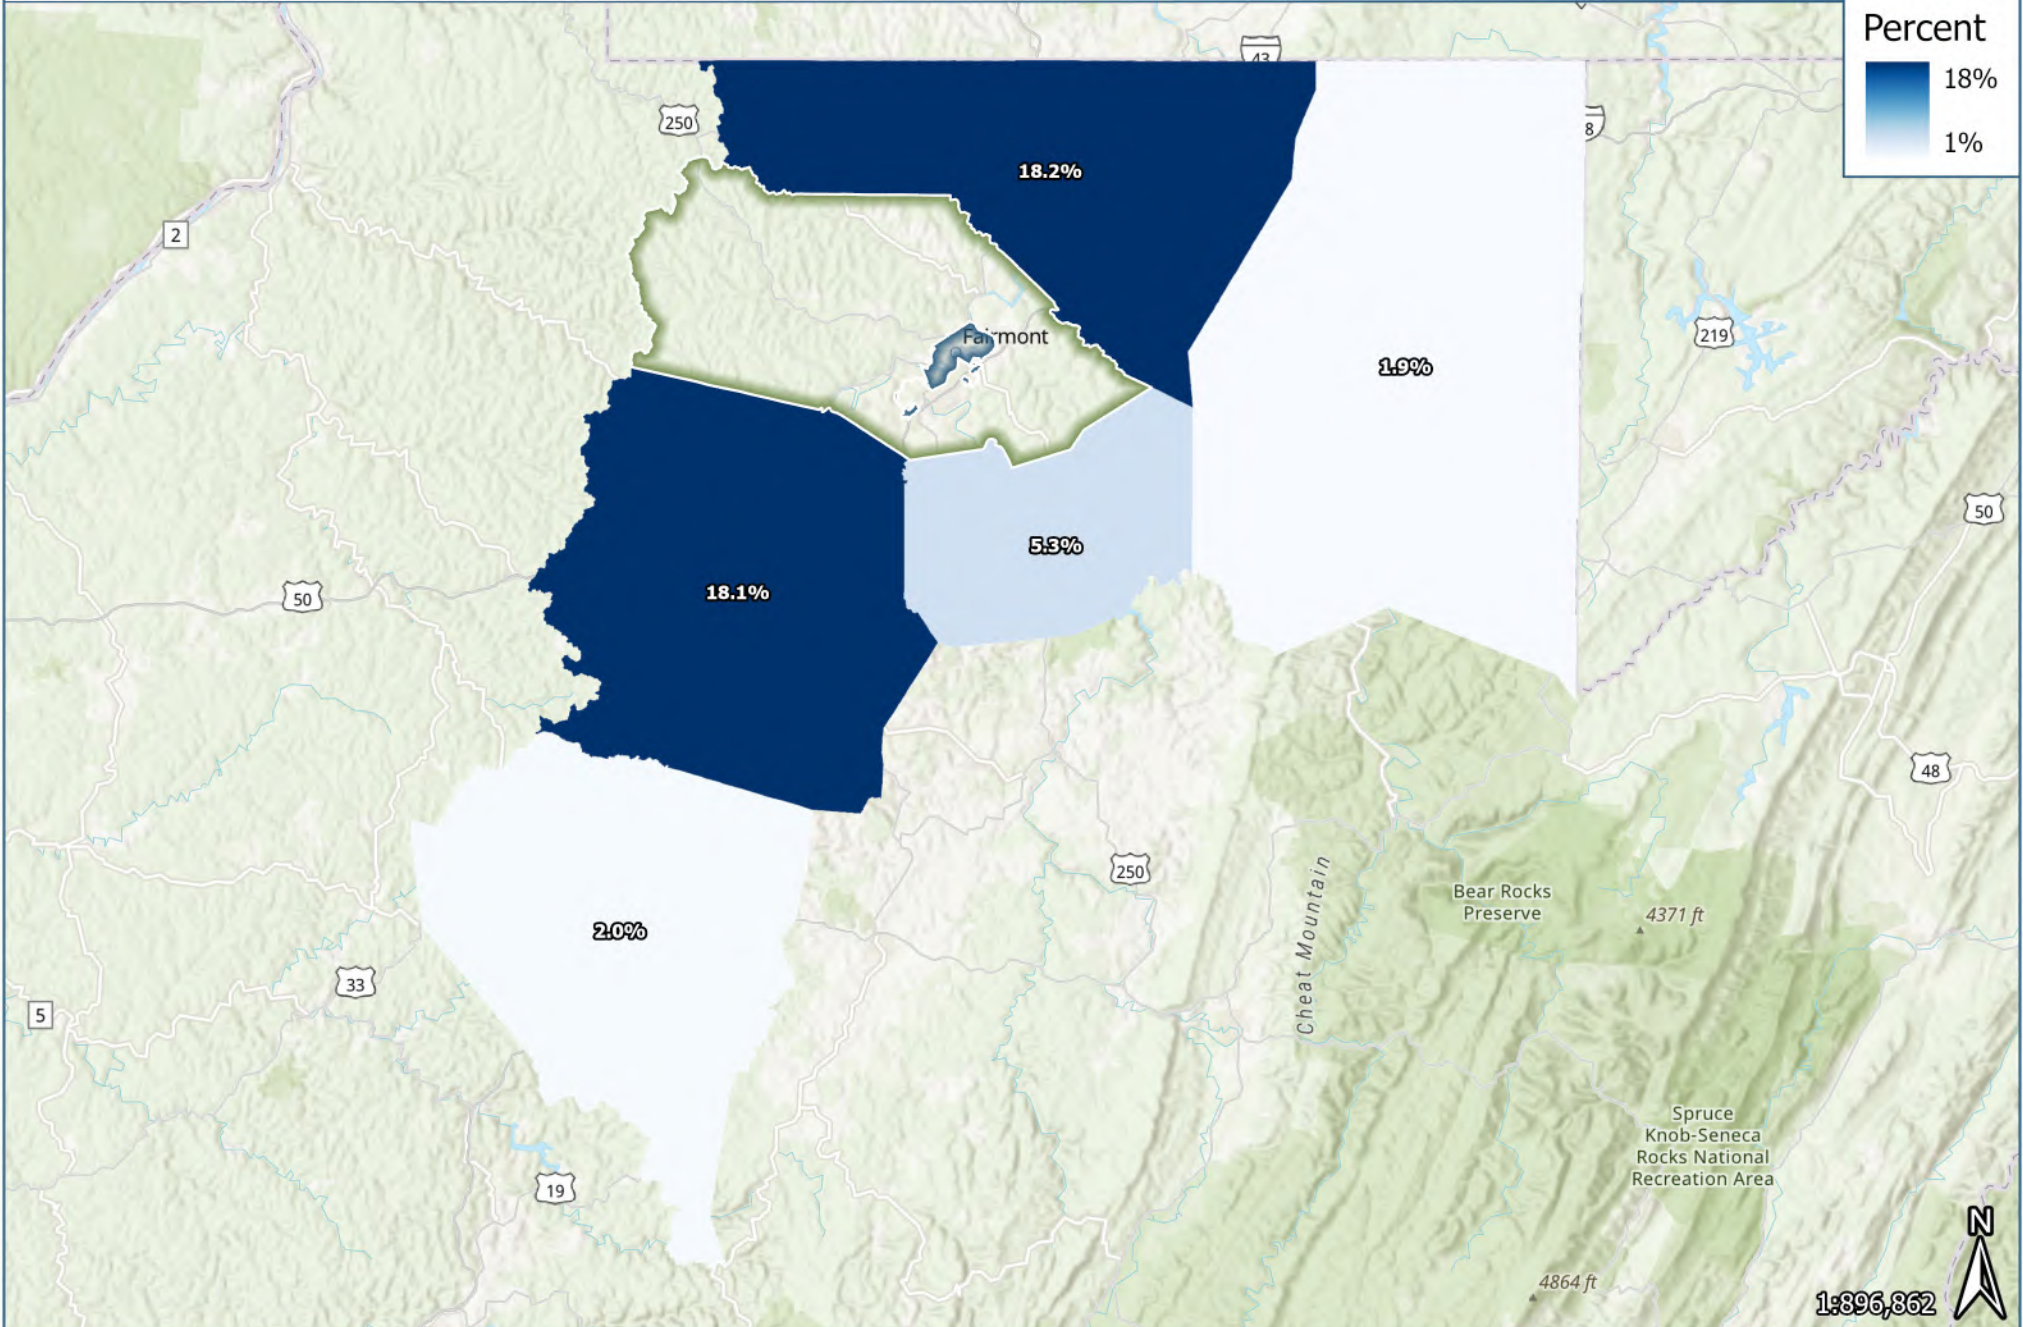 Percent
18%
1%
43
250
8
18.2%
2
Fairmont
219
1.9%
50
5.3%
18.1%
50
48
250
Bear Rocks
Preserve
4371 ft
Cheat Mountain
2.0%
33
5
Spruce
Knob-Seneca
Rocks National
Recreation Area
19
N
4864 ft
1:896,862